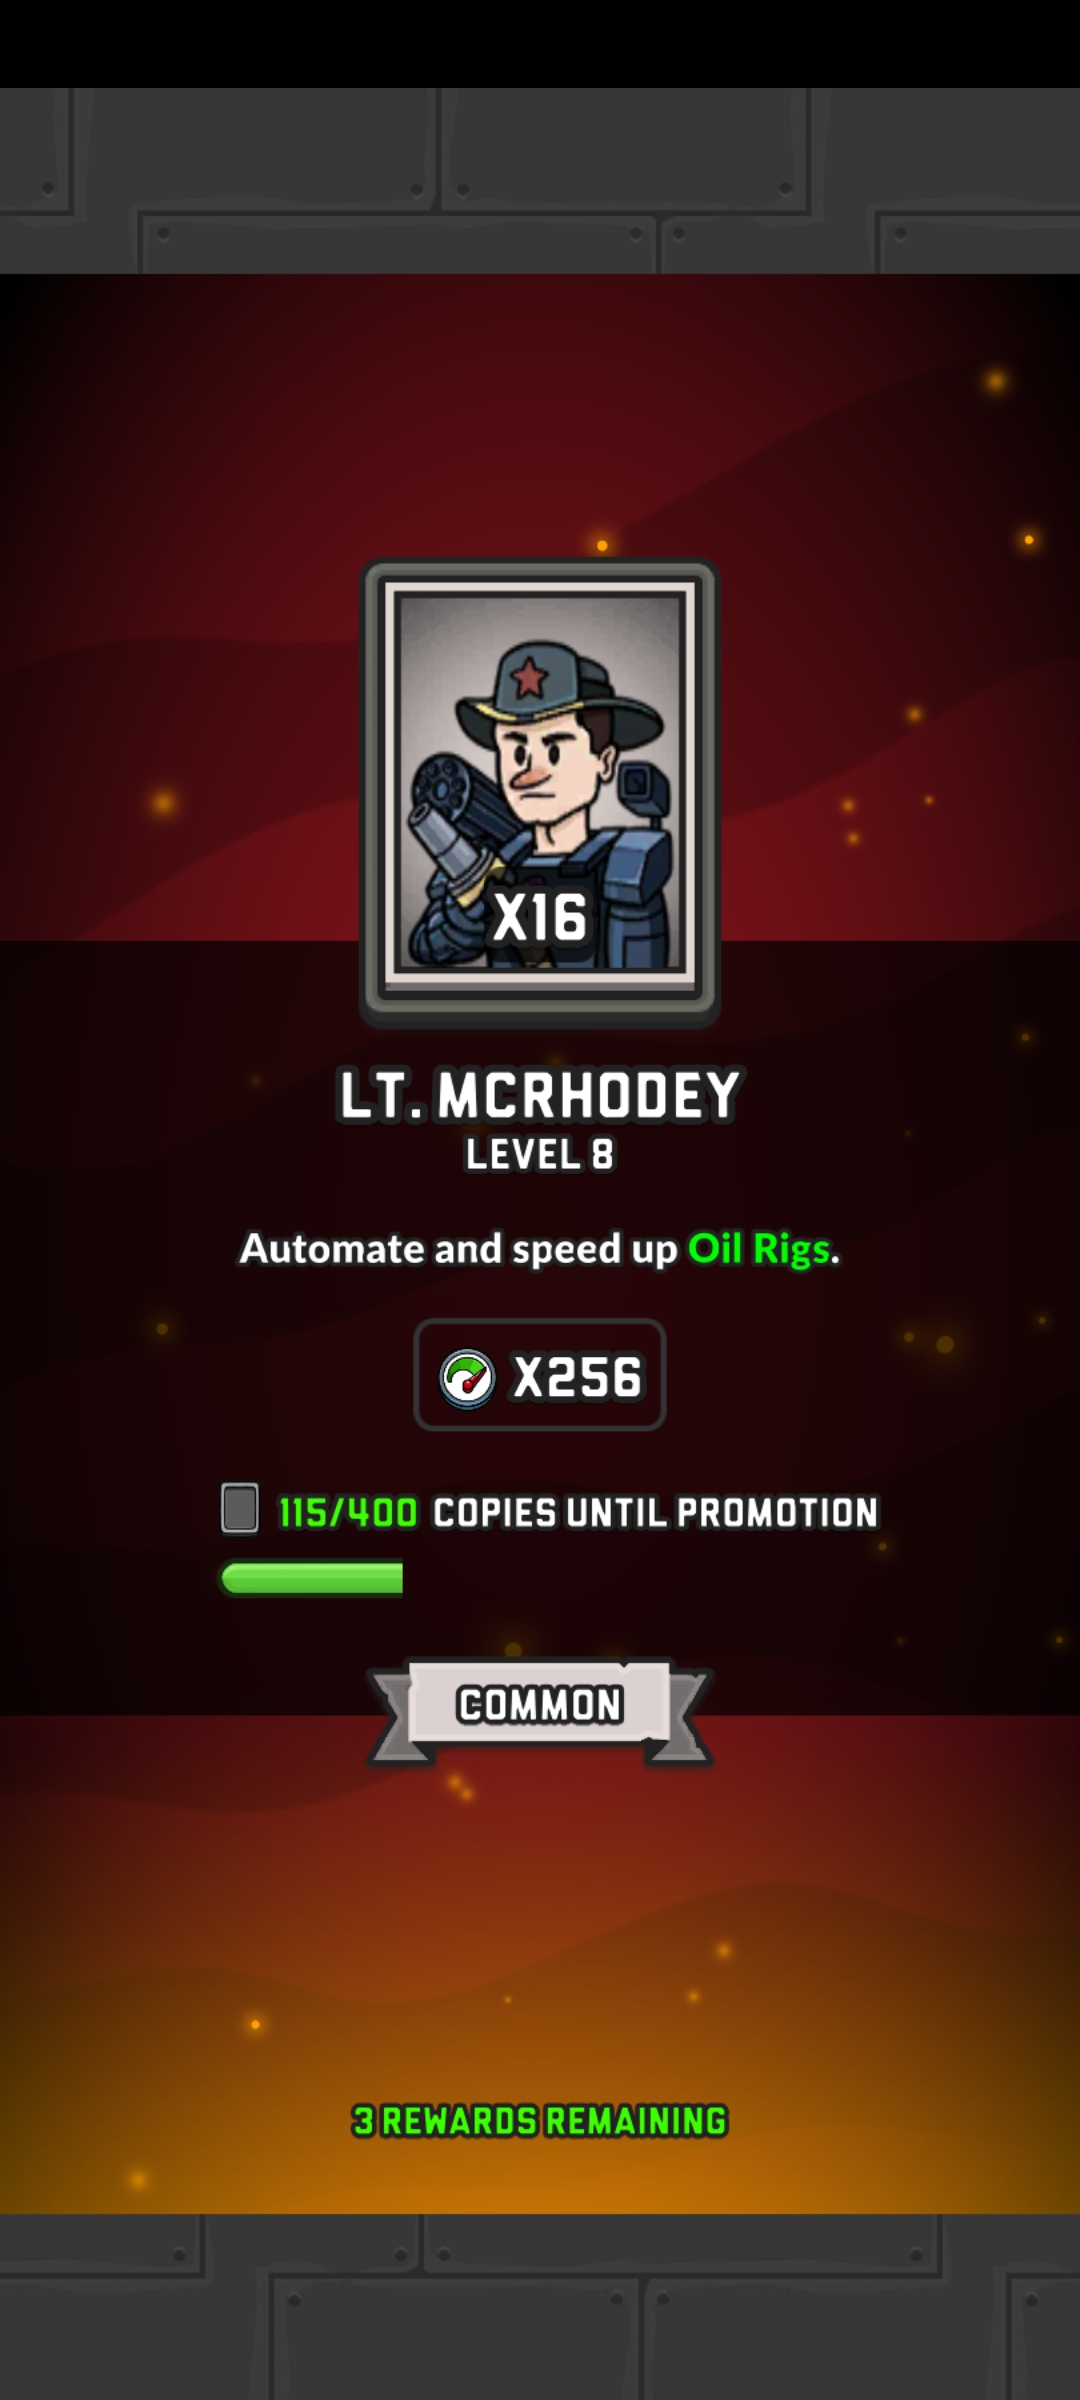 X16
LT. MCRHODEY
LEVEL 8
Automate and speed up Oil Rigs.
X256
115/400 COPIES UNTIL PROMOTION
COMMON
3 REWARDS REMAINING